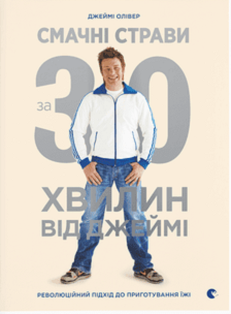 ДЖЕЙМІ ОЛІВЕР
СМАЧНІ СТРАВИ
за 30
ХВИЛИН
ВІД ДЖЕЙМІ
РЕВОЛЮЦІЙНИЙ ПІДХІД ДО ПРИГОТУВАННЯ ЇЖІ